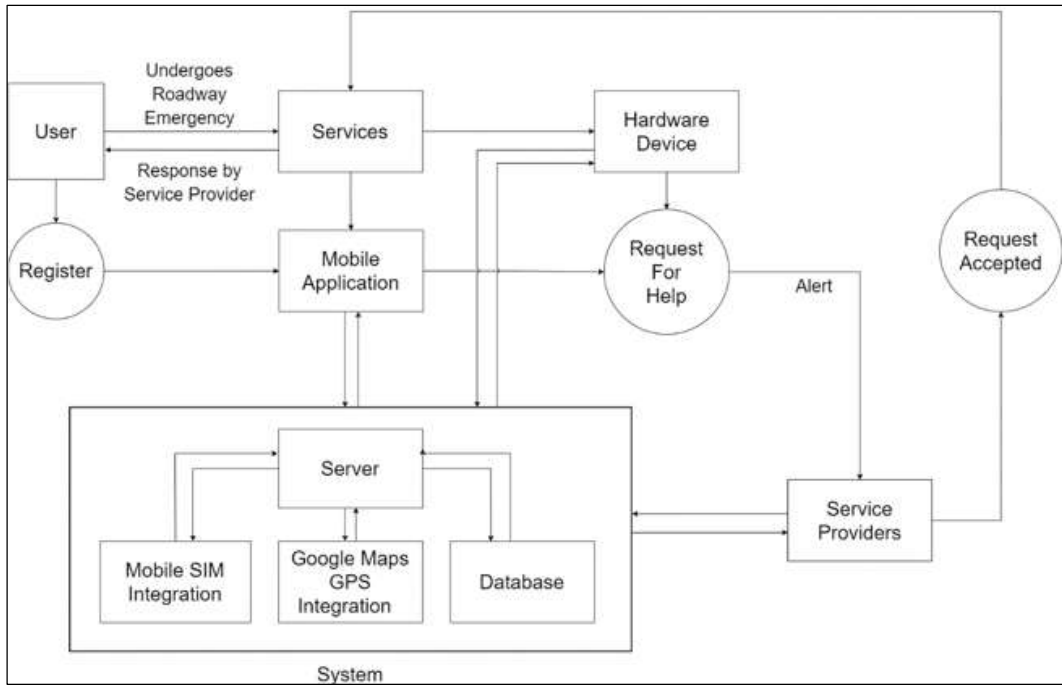 Undergoes
Roadway
Emergency
User
Services
Hardware
Device
Response by
Service Provider
Register
Mobile
Application
Request
For
Help
Alert
Request
Accepted
Server
Mobile SIM
Integration
Google Maps
GPS
Integration
Database
Service
Providers
System